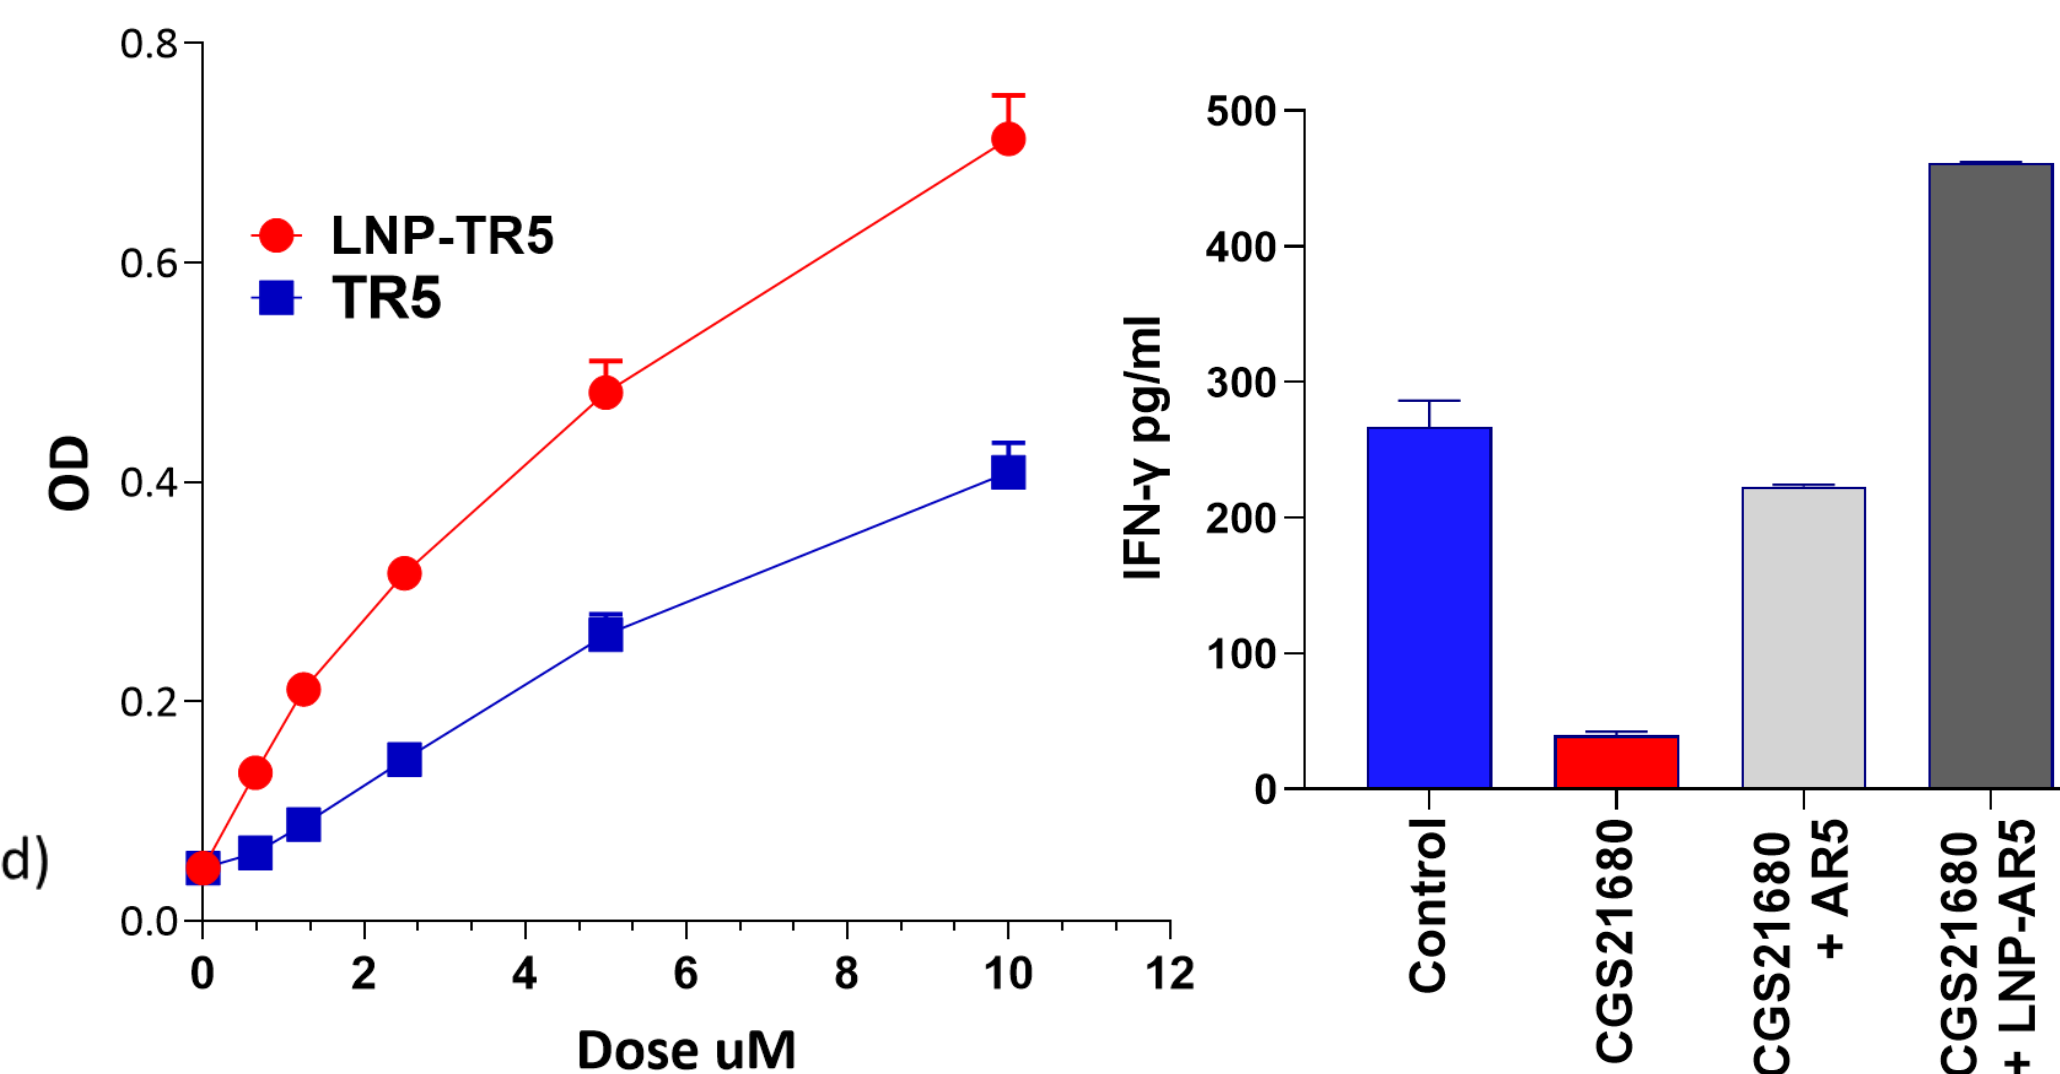 0.8
0.6
0.4
0.2
0.0
OD
LNP-TR5
TR5
0 2 4 6 8 10 12
Dose uM
d)
500
400
300
200
100
0
IFN-γ pg/ml
Control
CGS21680
CGS21680
+ AR5
CGS21680
+ LNP-AR5